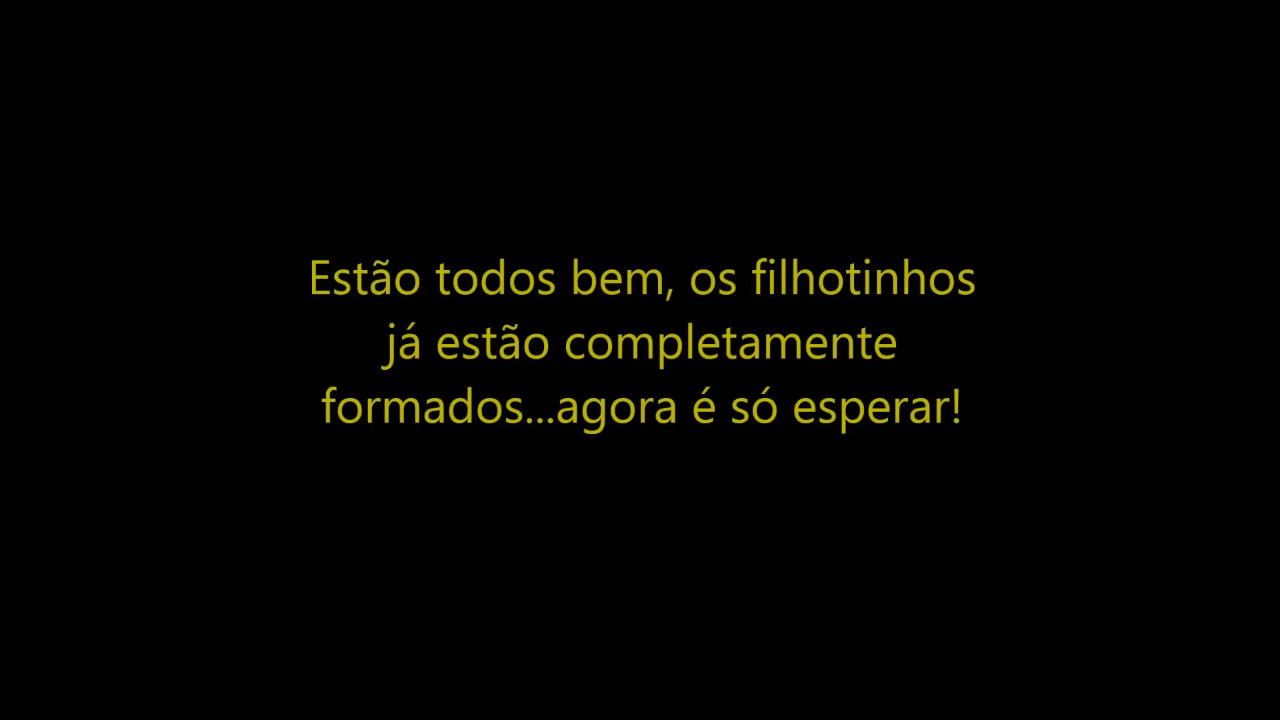 Estão todos bem, os filhotinhos
já estão completamente
formados...agora é só esperar!